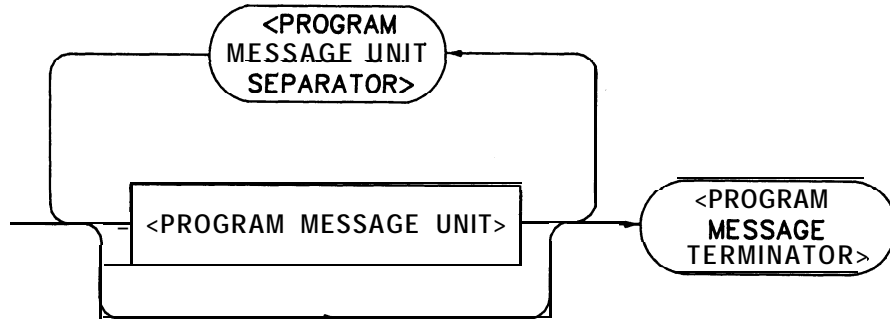 <PROGRAM
MESSAGE UNIT
SEPARATOR>
<PROGRAM MESSAGE UNIT>
<PROGRAM
MESSAGE
TERMINATOR>